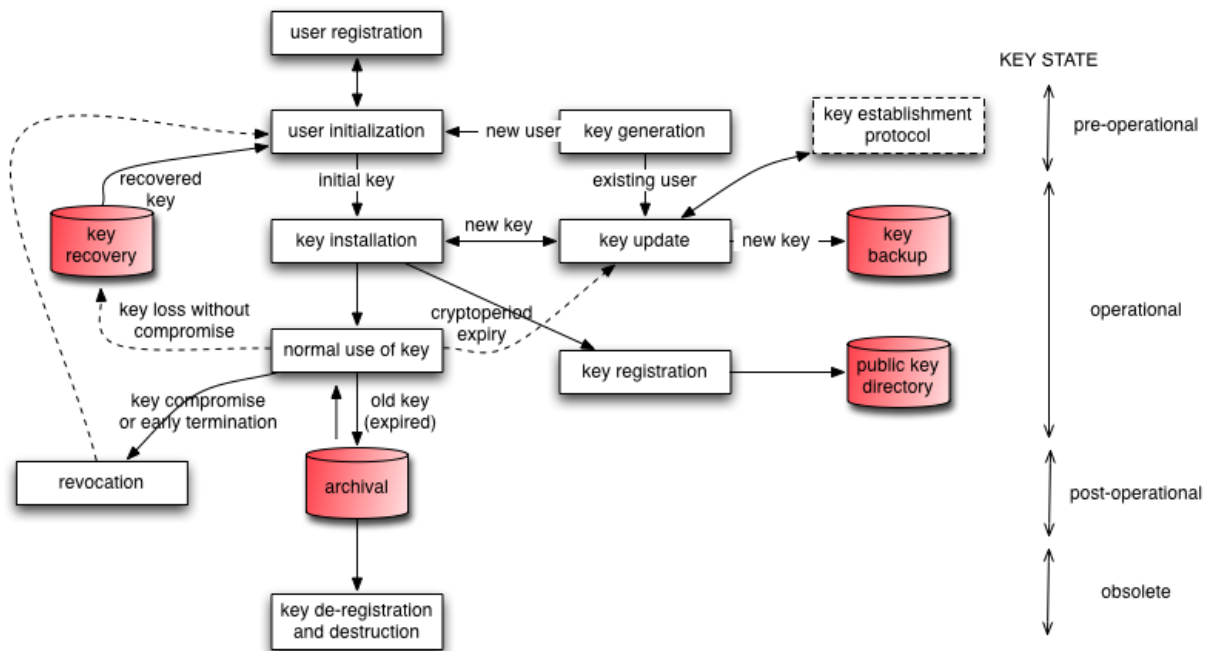 user registration
KEY STATE
user initialization
new user
key generation
key establishment
protocol
pre-operational
recovered
key
initial key
existing user
key
recovery
key installation
new key
key update
new key
key
backup
key loss without
compromise
cryptoperiod
expiry
operational
normal use of key
key registration
public key
directory
key compromise
or early termination
old key
(expired)
revocation
archival
post-operational
key de-registration
and destruction
obsolete